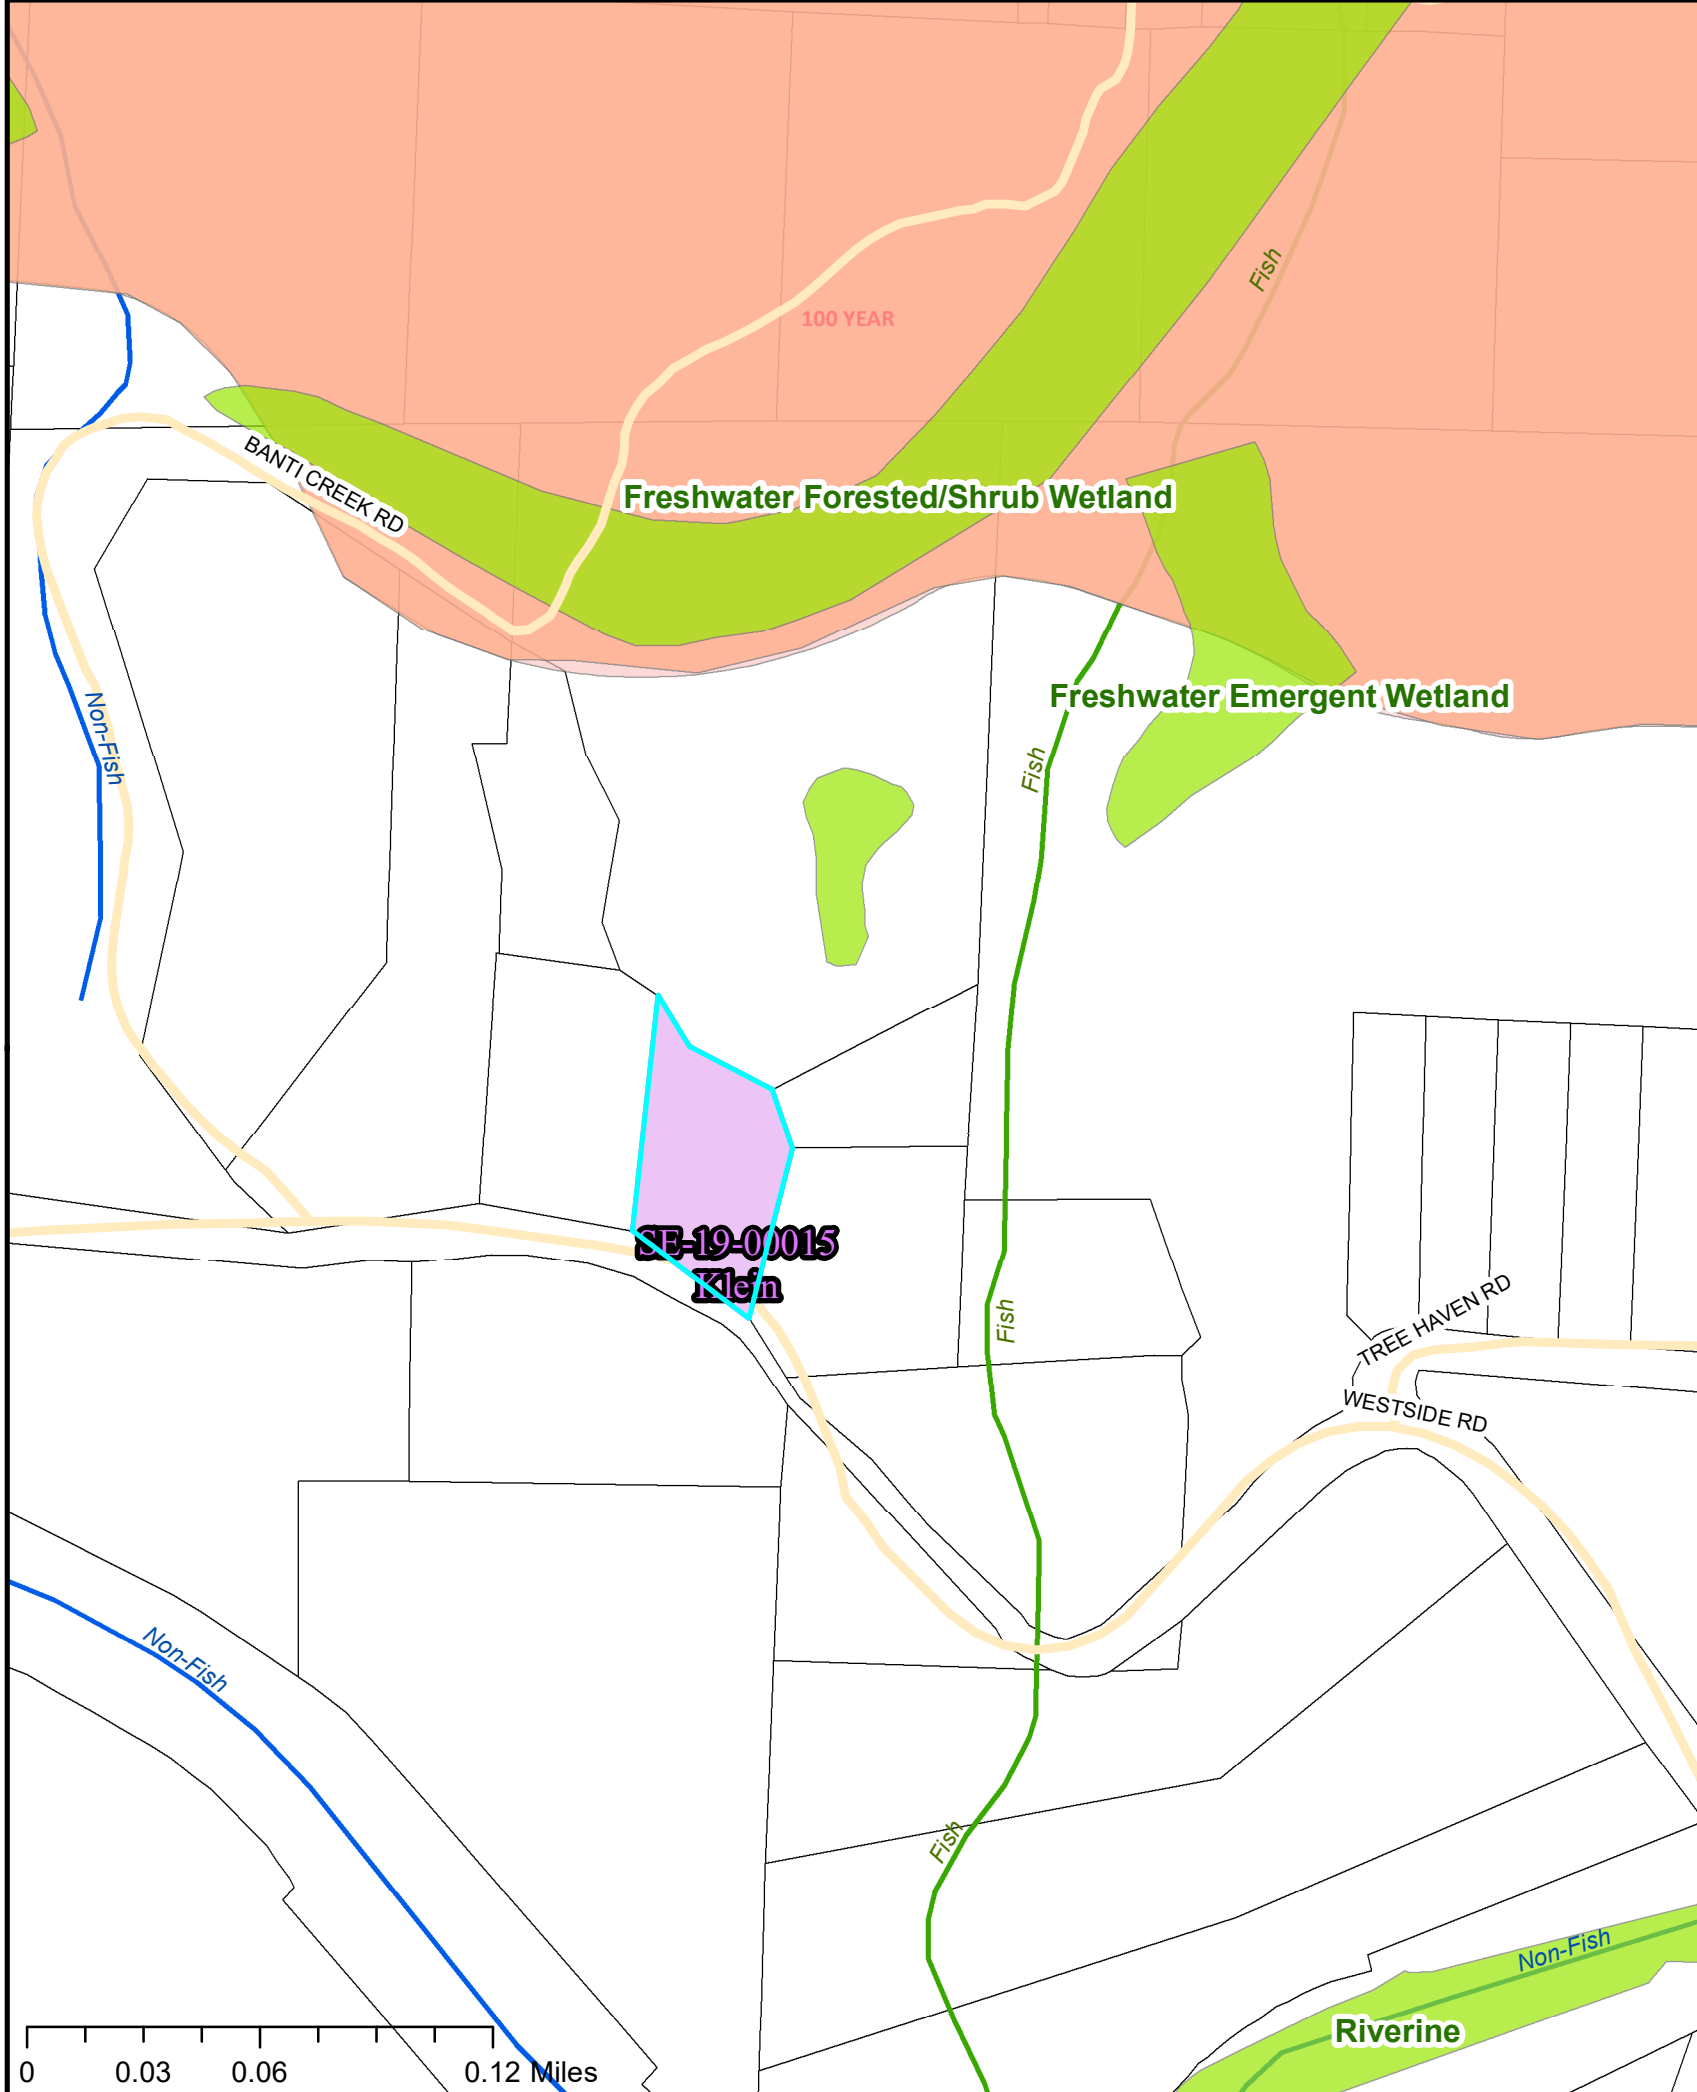 Fish
100 YEAR
BANTI CREEK RD
Freshwater Forested/Shrub Wetland
Freshwater Emergent Wetland
Non-Fish
Fish
SE-19-00015
Klein
Fish
TREE HAVEN RD
WESTSIDE RD
Non-Fish
Fish
Non-Fish
Riverine
0 0.03 0.06 0.12 Miles